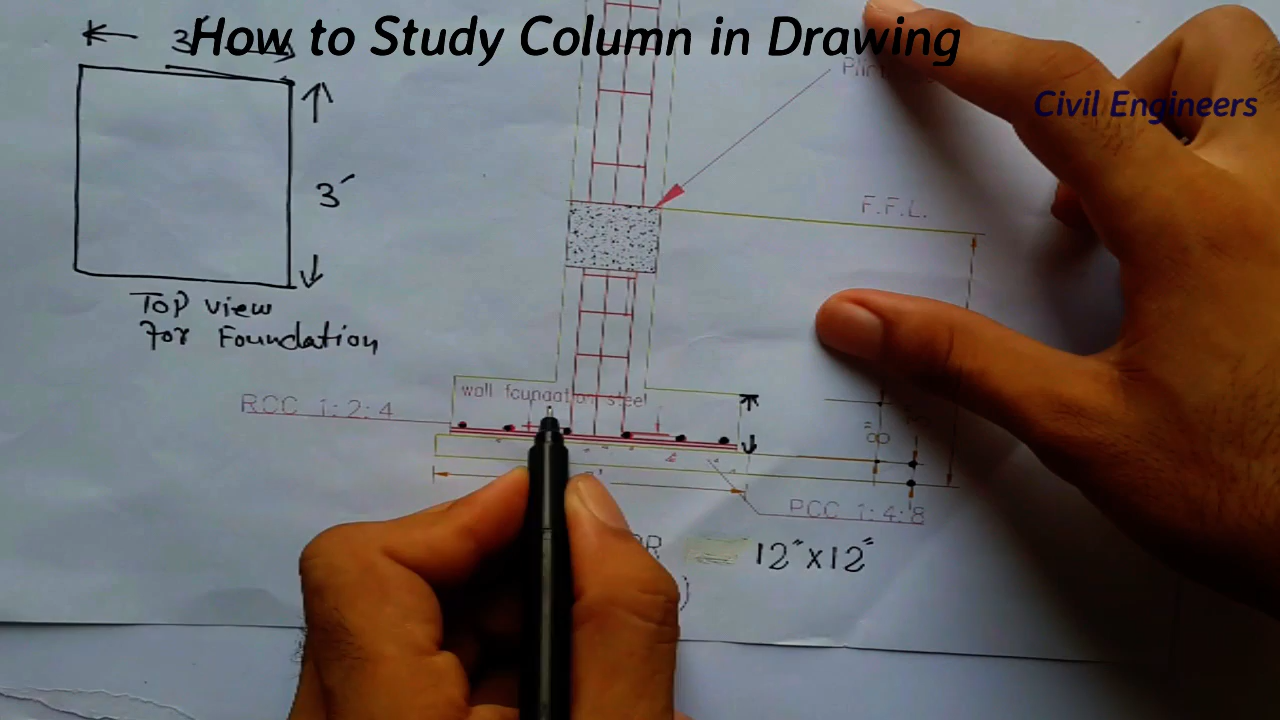 How to Study Column in Drawing
Civil Engineers
3′
F.F.L.
Top view
for Foundation
wall foundation steel
RCC 1:2:4
8"
PCC 1:4:8
12"x12"